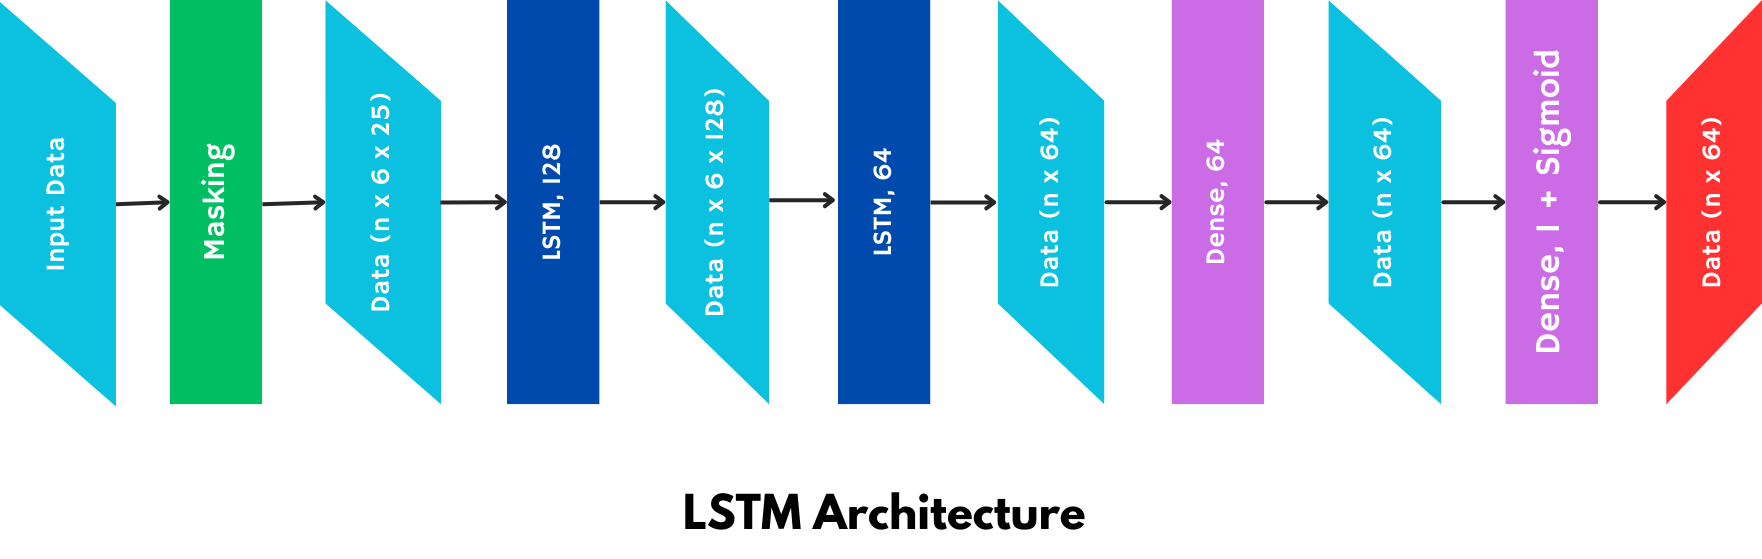 Input Data
Masking
Data (n x 6 x 25)
LSTM, 128
Data (n x 6 x 128)
LSTM, 64
Data (n x 64)
Dense, 64
Data (n x 64)
Dense, 1 + Sigmoid
Data (n x 64)
LSTM Architecture